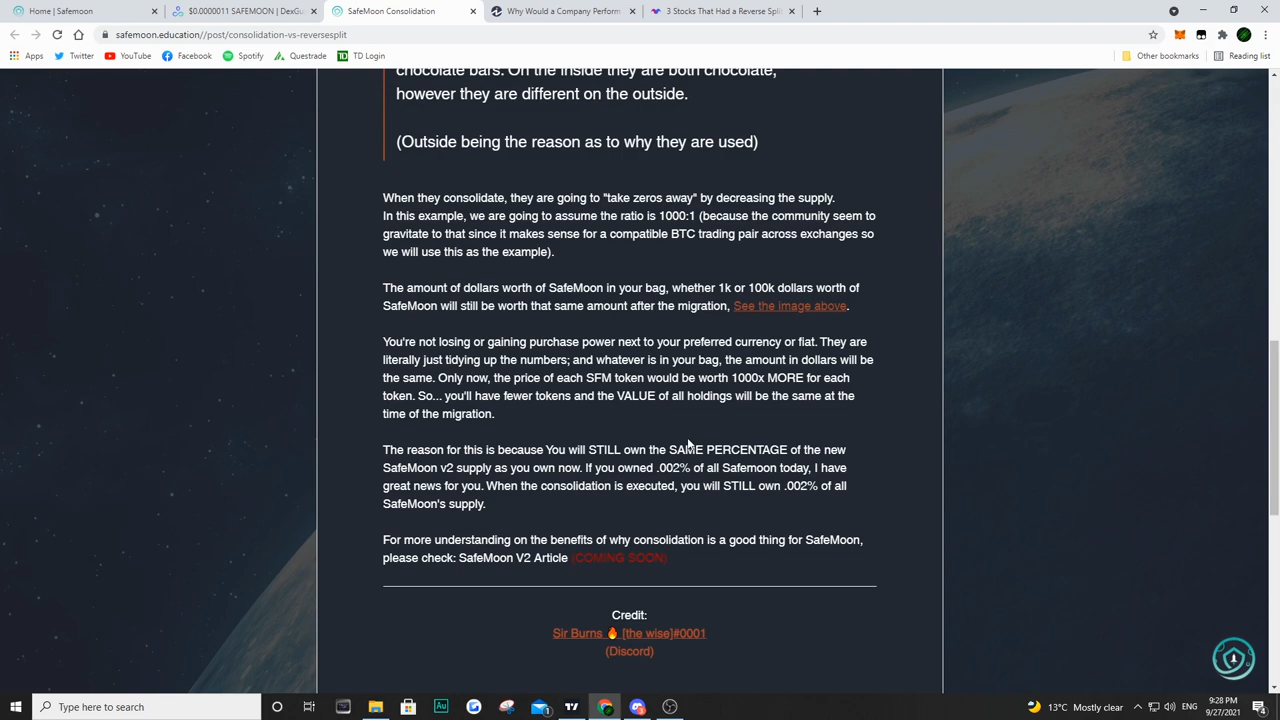 Home | Safemoon
$0.0000011 SAFEMOON | DexGu
SafeMoon Consolidation
Why Would a Company Perform
3 Stocks That Had a Reverse Split
safemoon.education//post/consolidation-vs-reversesplit
Apps
Twitter
YouTube
Facebook
Spotify
Questrade
TD Login
Other bookmarks
Reading list
chocolate bars. On the inside they are both chocolate,
however they are different on the outside.
(Outside being the reason as to why they are used)
When they consolidate, they are going to "take zeros away" by decreasing the supply.
In this example, we are going to assume the ratio is 1000:1 (because the community seem to
gravitate to that since it makes sense for a compatible BTC trading pair across exchanges so
we will use this as the example).
The amount of dollars worth of SafeMoon in your bag, whether 1k or 100k dollars worth of
SafeMoon will still be worth that same amount after the migration, See the image above.
You're not losing or gaining purchase power next to your preferred currency or fiat. They are
literally just tidying up the numbers; and whatever is in your bag, the amount in dollars will be
the same. Only now, the price of each SFM token would be worth 1000x MORE for each
token. So... you'll have fewer tokens and the VALUE of all holdings will be the same at the
time of the migration.
The reason for this is because You will STILL own the SAME PERCENTAGE of the new
SafeMoon v2 supply as you own now. If you owned .002% of all Safemoon today, I have
great news for you. When the consolidation is executed, you will STILL own .002% of all
SafeMoon's supply.
For more understanding on the benefits of why consolidation is a good thing for SafeMoon,
please check: SafeMoon V2 Article (COMING SOON)
Credit:
Sir Burns 🔥 [the wise]#0001
(Discord)
Type here to search
13°C Mostly clear
ENG
9:28 PM
9/27/2021